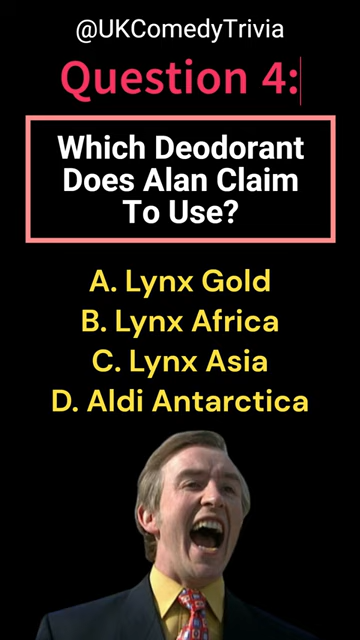 @UKComedyTrivia
Question 4:
Which Deodorant
Does Alan Claim
To Use?
A. Lynx Gold
B. Lynx Africa
C. Lynx Asia
D. Aldi Antarctica